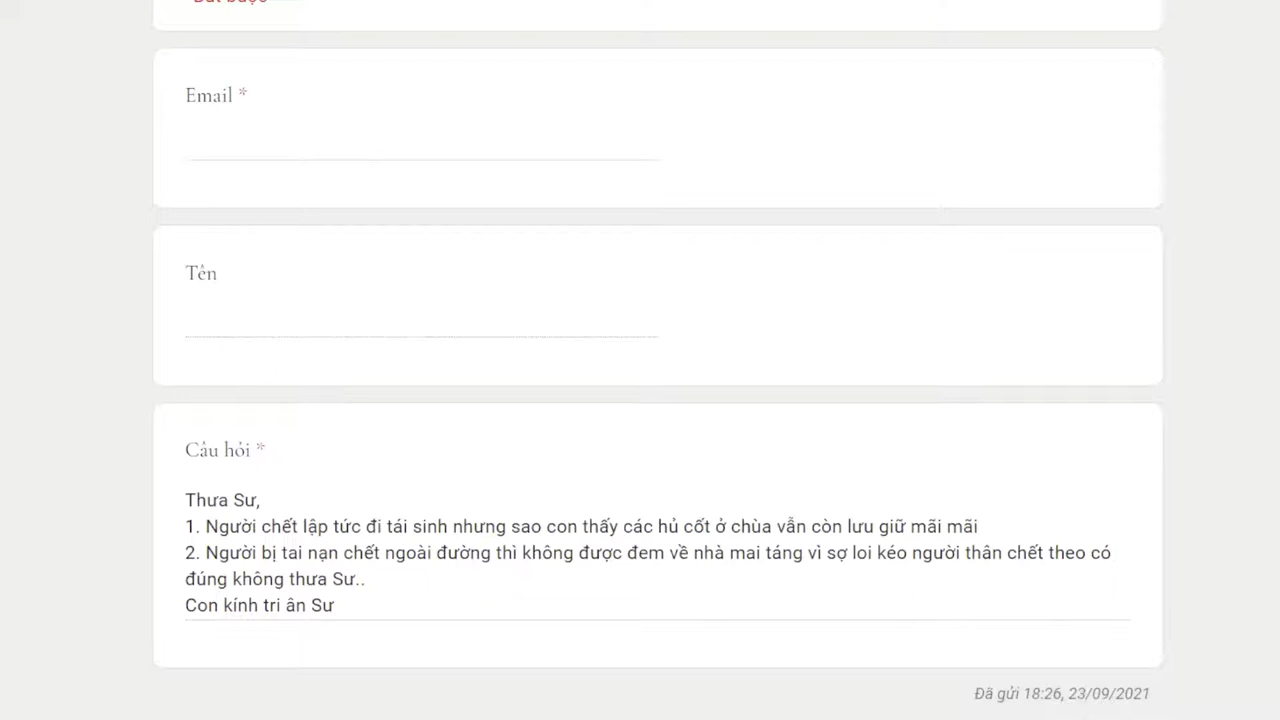 Bắt buộc
Email *
Tên
Câu hỏi *
Thưa Sư,
1. Người chết lập tức đi tái sinh nhưng sao con thấy các hủ cốt ở chùa vẫn còn lưu giữ mãi mãi
2. Người bị tai nạn chết ngoài đường thì không được đem về nhà mai táng vì sợ loi kéo người thân chết theo có
đúng không thưa Sư..
Con kính tri ân Sư
Đã gửi 18:26, 23/09/2021